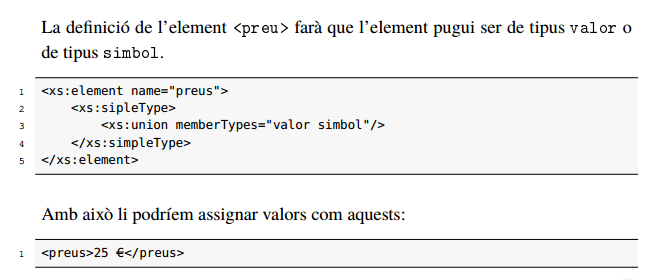 La definició de l’element <preu> farà que l’element pugui ser de tipus valor o
de tipus simbol.
1 <xs:element name="preus">
2     <xs:sipleType>
3         <xs:union memberTypes="valor simbol"/>
4     </xs:simpleType>
5 </xs:element>
Amb això li podríem assignar valors com aquests:
1 <preus>25 €</preus>